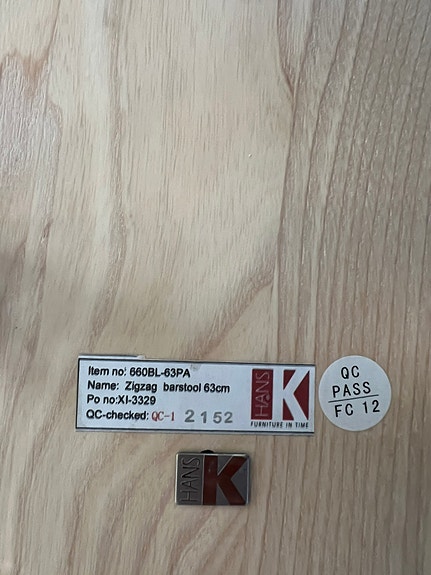 Item no: 660BL-63PA
Name: Zigzag barstool 63cm
Po no:XI-3329
QC-checked: QC-1 2152
HANS K
FURNITURE IN TIME
QC
PASS
FC 12
HANS K